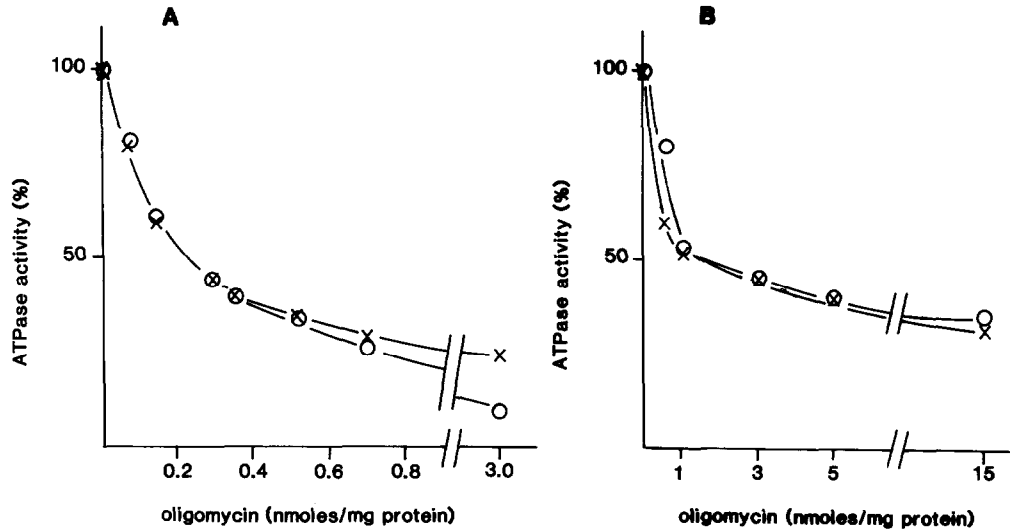 A
100
50
ATPase activity (%)
0.2 0.4 0.6 0.8 3.0
oligomycin (nmoles/mg protein)
B
100
50
ATPase activity (%)
1 3 5 15
oligomycin (nmoles/mg protein)